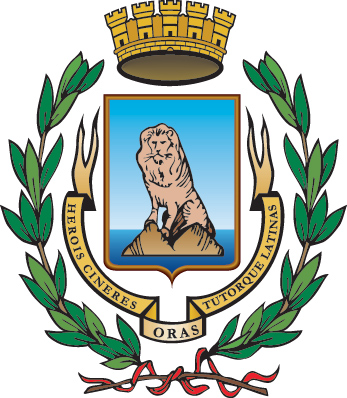 HEROIS CINERES
ORAS
TUTORQUE LATINAS